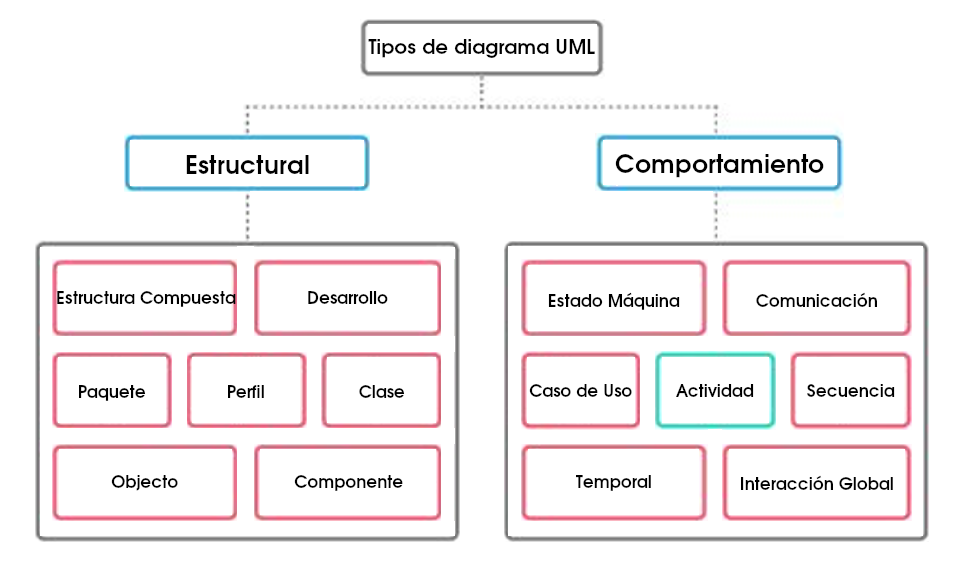 Tipos de diagrama UML
Estructural
Comportamiento
Estructura Compuesta
Desarrollo
Paquete
Perfil
Clase
Objecto
Componente
Estado Máquina
Comunicación
Caso de Uso
Actividad
Secuencia
Temporal
Interacción Global